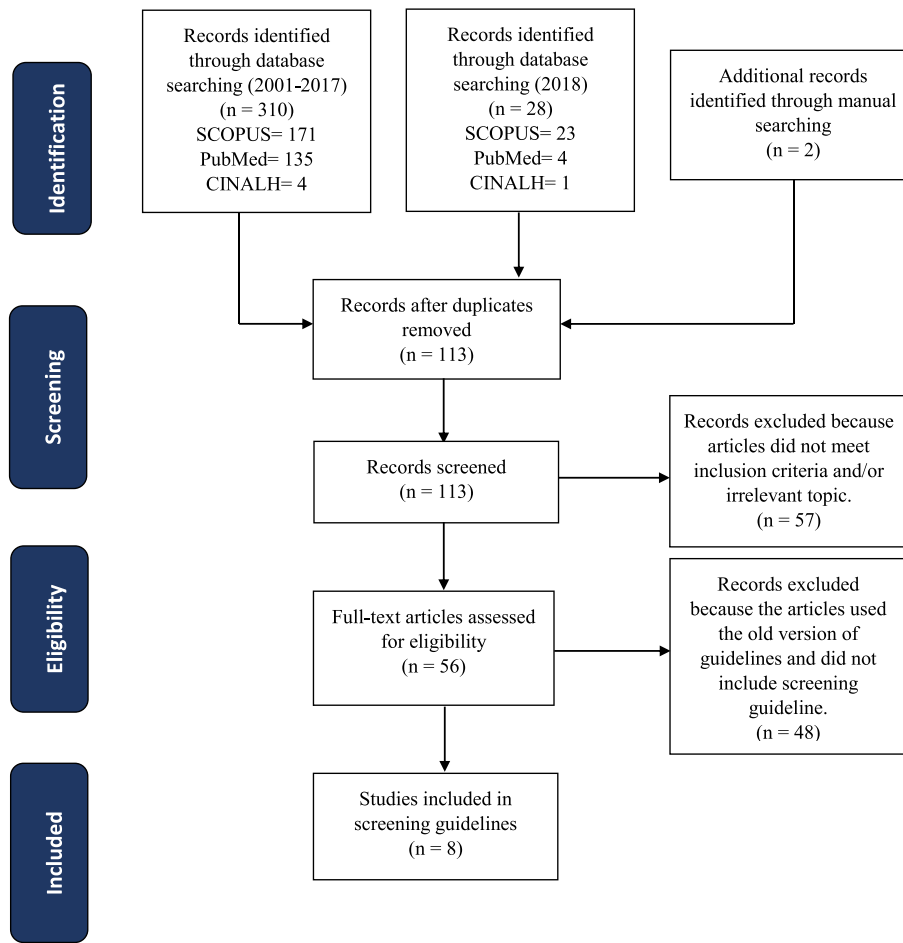 Identification
Records identified
through database
searching (2001-2017)
(n = 310)
SCOPUS= 171
PubMed= 135
CINALH= 4
Records identified
through database
searching (2018)
(n = 28)
SCOPUS= 23
PubMed= 4
CINALH= 1
Additional records
identified through manual
searching
(n = 2)
Screening
Records after duplicates
removed
(n = 113)
Records screened
(n = 113)
Records excluded because
articles did not meet
inclusion criteria and/or
irrelevant topic.
(n = 57)
Eligibility
Full-text articles assessed
for eligibility
(n = 56)
Records excluded
because the articles used
the old version of
guidelines and did not
include screening
guideline.
(n = 48)
Included
Studies included in
screening guidelines
(n = 8)